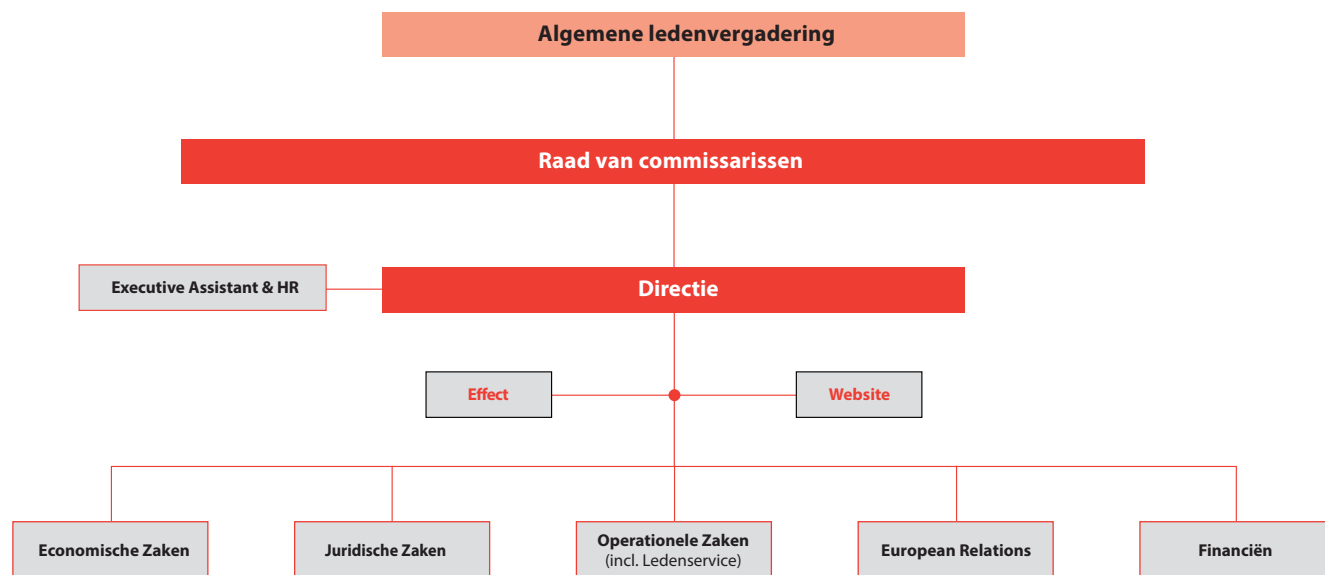 Algemene ledenvergadering
Raad van commissarissen
Executive Assistant & HR
Directie
Effect
Website
Economische Zaken
Juridische Zaken
Operationele Zaken
(incl. Ledenservice)
European Relations
Financiën